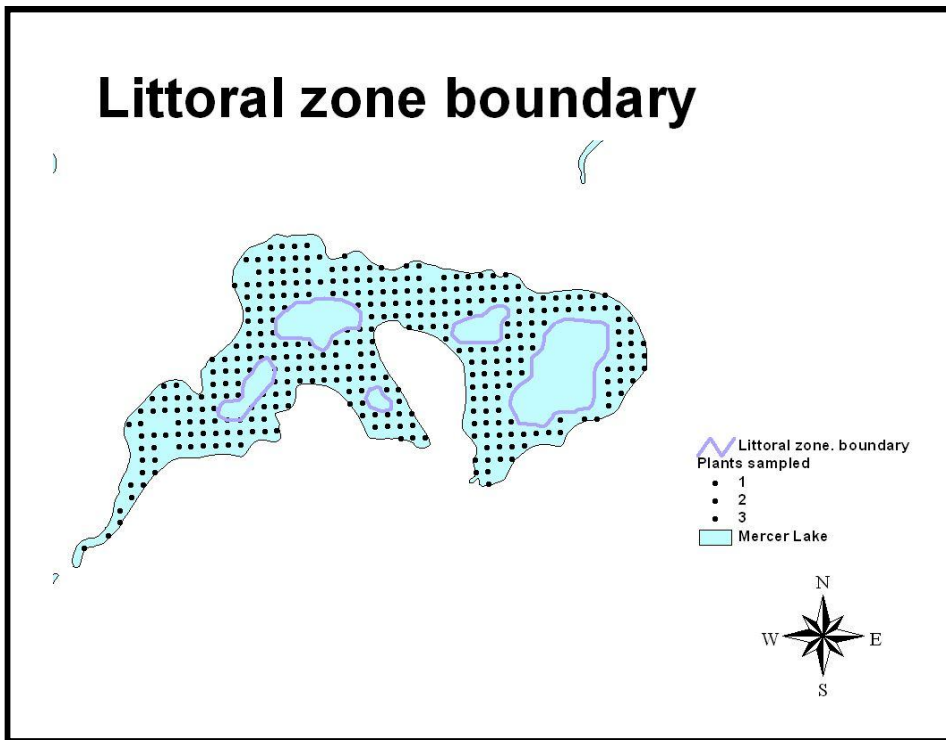 Littoral zone boundary
Littoral zone. boundary
Plants sampled
1
2
3
Mercer Lake
N
W E
S